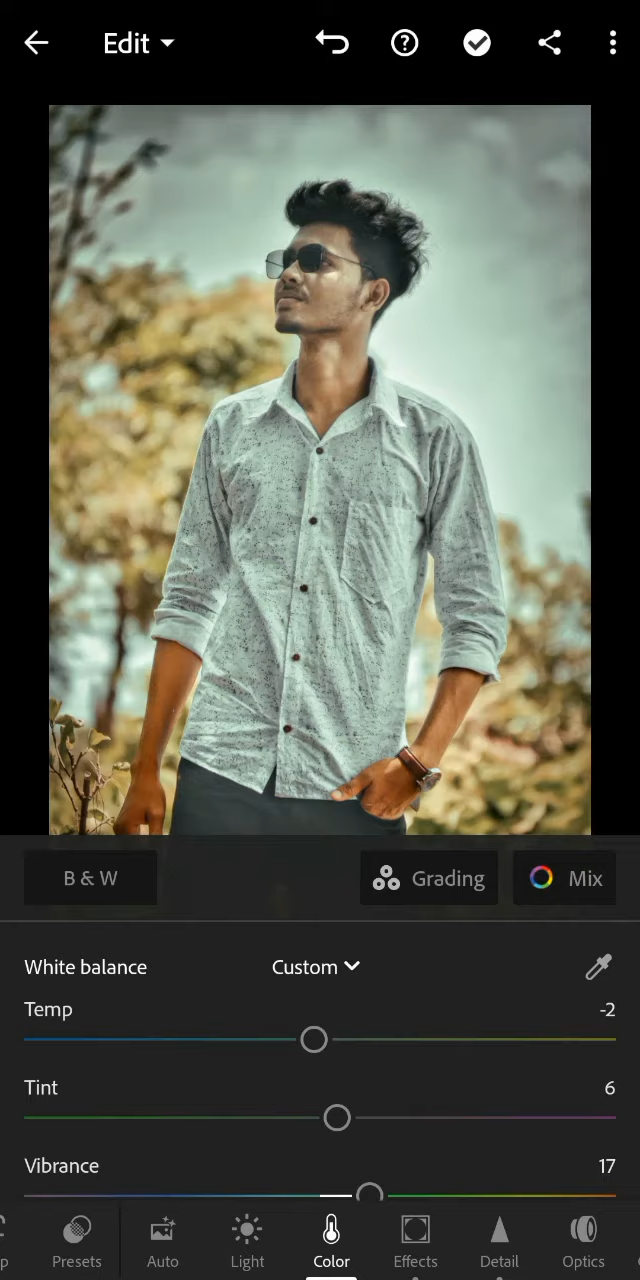 Edit
B & W
Grading
Mix
White balance
Custom
Temp
-2
Tint
6
Vibrance
17
p
Presets
Auto
Light
Color
Effects
Detail
Optics